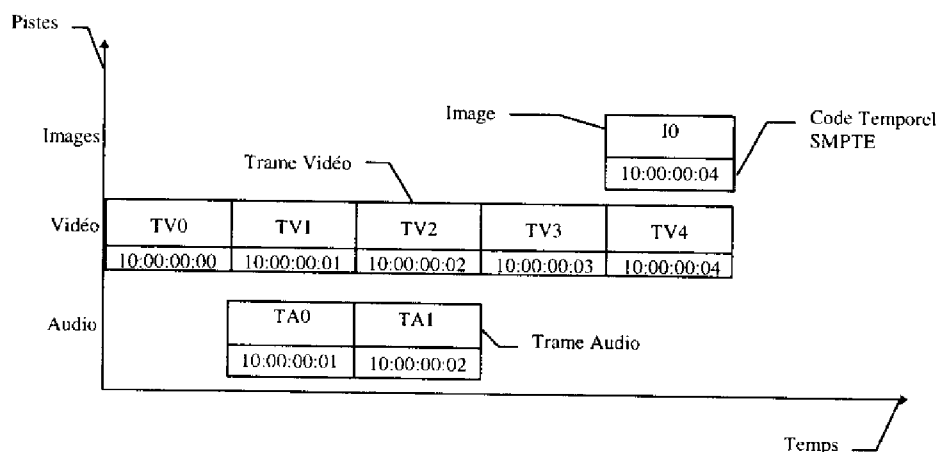 Pistes
Image
I0
Code Temporel
SMPTE
Images
10:00:00:04
Trame Vidéo
Vidéo
TV0 TV1 TV2 TV3 TV4
10:00:00:00 10:00:00:01 10:00:00:02 10:00:00:03 10:00:00:04
Audio
TA0 TA1
Trame Audio
10:00:00:01 10:00:00:02
Temps